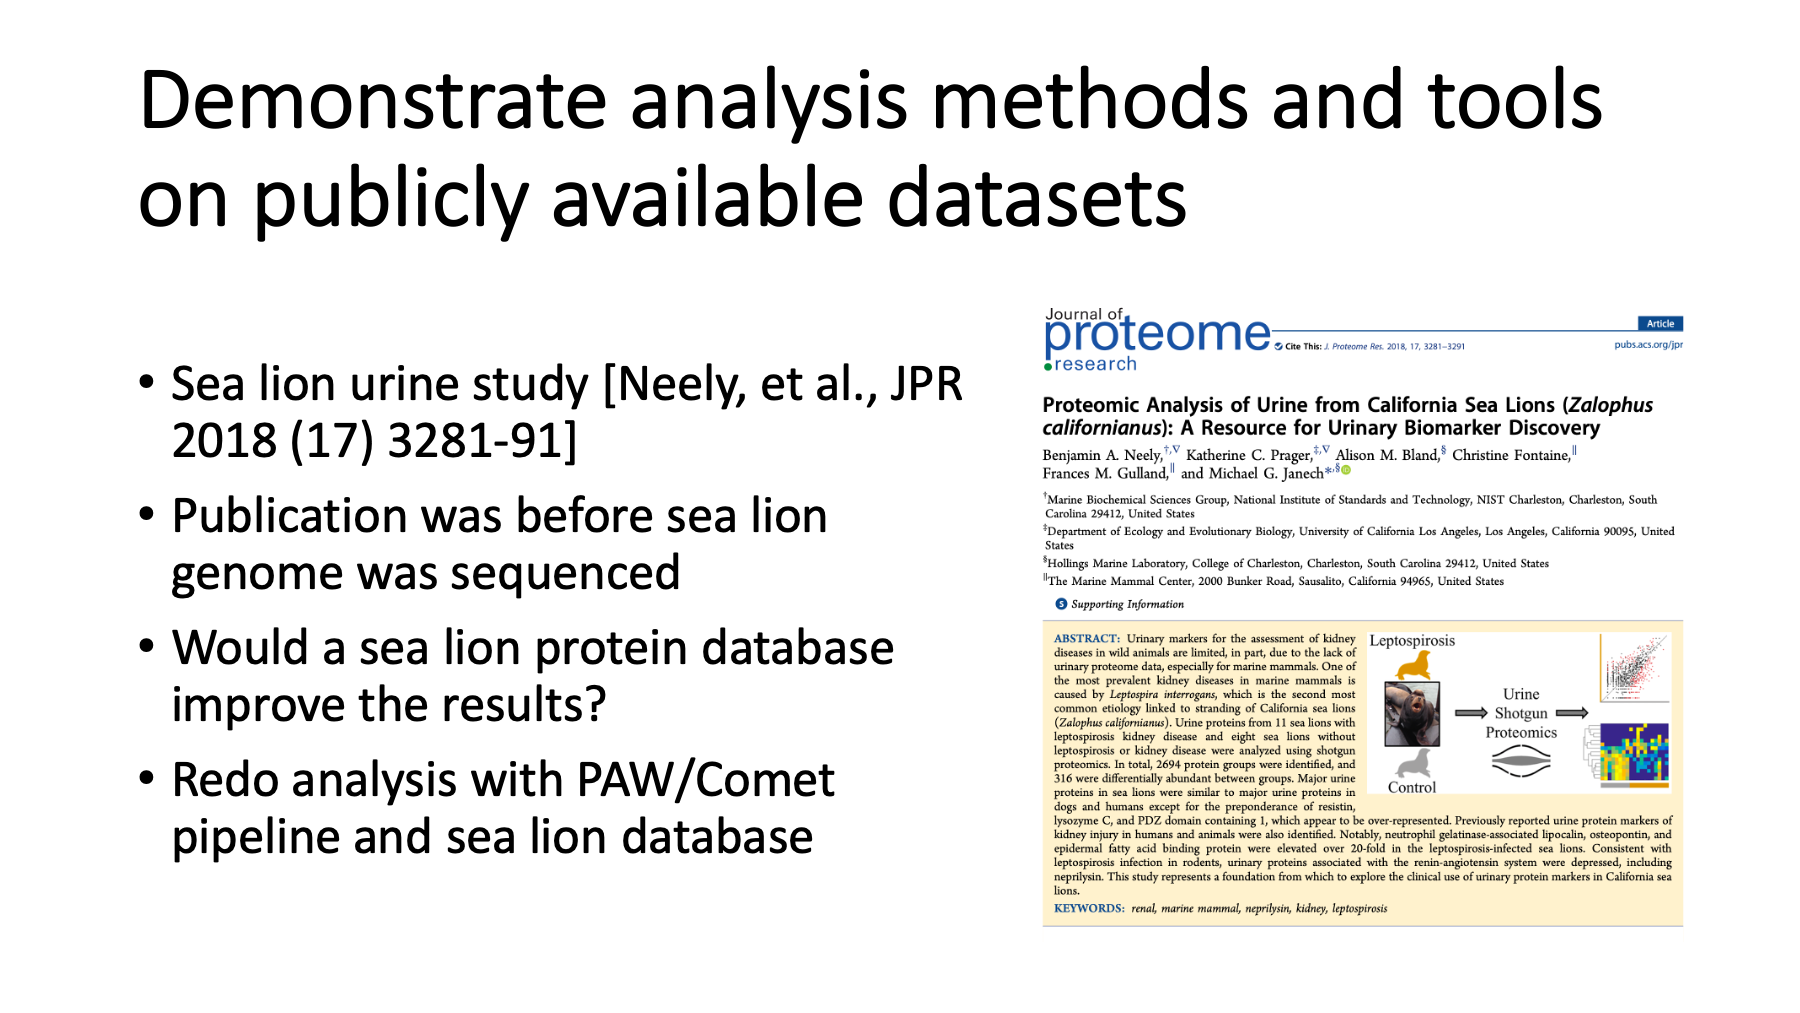 Demonstrate analysis methods and tools
on publicly available datasets
• Sea lion urine study [Neely, et al., JPR
2018 (17) 3281-91]
• Publication was before sea lion
genome was sequenced
• Would a sea lion protein database
improve the results?
• Redo analysis with PAW/Comet
pipeline and sea lion database
Journal of
proteome
research
Article
Cite This: J. Proteome Res. 2018, 17, 3281−3291
pubs.acs.org/jpr
Proteomic Analysis of Urine from California Sea Lions (Zalophus
californianus): A Resource for Urinary Biomarker Discovery
Benjamin A. Neely,†,∇ Katherine C. Prager,‡,∇ Alison M. Bland,§ Christine Fontaine,∥
Frances M. Gulland,∥ and Michael G. Janech*,§
†Marine Biochemical Sciences Group, National Institute of Standards and Technology, NIST Charleston, Charleston, South
Carolina 29412, United States
‡Department of Ecology and Evolutionary Biology, University of California Los Angeles, Los Angeles, California 90095, United
States
§Hollings Marine Laboratory, College of Charleston, Charleston, South Carolina 29412, United States
∥The Marine Mammal Center, 2000 Bunker Road, Sausalito, California 94965, United States
S Supporting Information
ABSTRACT: Urinary markers for the assessment of kidney
diseases in wild animals are limited, in part, due to the lack of
urinary proteome data, especially for marine mammals. One of
the most prevalent kidney diseases in marine mammals is
caused by Leptospira interrogans, which is the second most
common etiology linked to stranding of California sea lions
(Zalophus californianus). Urine proteins from 11 sea lions with
leptospirosis kidney disease and eight sea lions without
leptospirosis or kidney disease were analyzed using shotgun
proteomics. In total, 2694 protein groups were identified, and
316 were differentially abundant between groups. Major urine
proteins in sea lions were similar to major urine proteins in
dogs and humans except for the preponderance of resistin,
lysozyme C, and PDZ domain containing 1, which appear to be over-represented. Previously reported urine protein markers of
kidney injury in humans and animals were also identified. Notably, neutrophil gelatinase-associated lipocalin, osteopontin, and
epidermal fatty acid binding protein were elevated over 20-fold in the leptospirosis-infected sea lions. Consistent with
leptospirosis infection in rodents, urinary proteins associated with the renin-angiotensin system were depressed, including
neprilysin. This study represents a foundation from which to explore the clinical use of urinary protein markers in California sea
lions.
Leptospirosis
Control
Urine
Shotgun
Proteomics
KEYWORDS: renal, marine mammal, neprilysin, kidney, leptospirosis